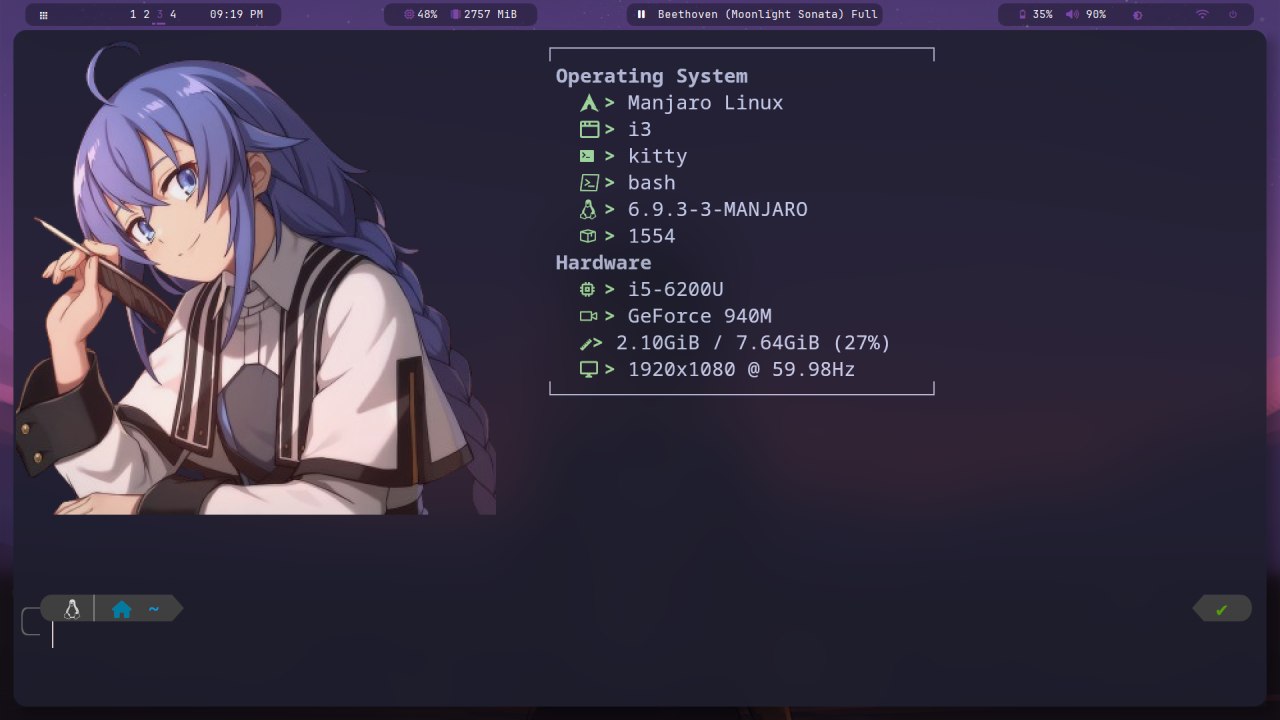 1 2 3 4
09:19 PM
48% 2757 MiB
Beethoven (Moonlight Sonata) Full
35% 90%
Operating System
> Manjaro Linux
> i3
> kitty
> bash
> 6.9.3-3-MANJARO
> 1554
Hardware
> i5-6200U
> GeForce 940M
> 2.10GiB / 7.64GiB (27%)
> 1920x1080 @ 59.98Hz
~